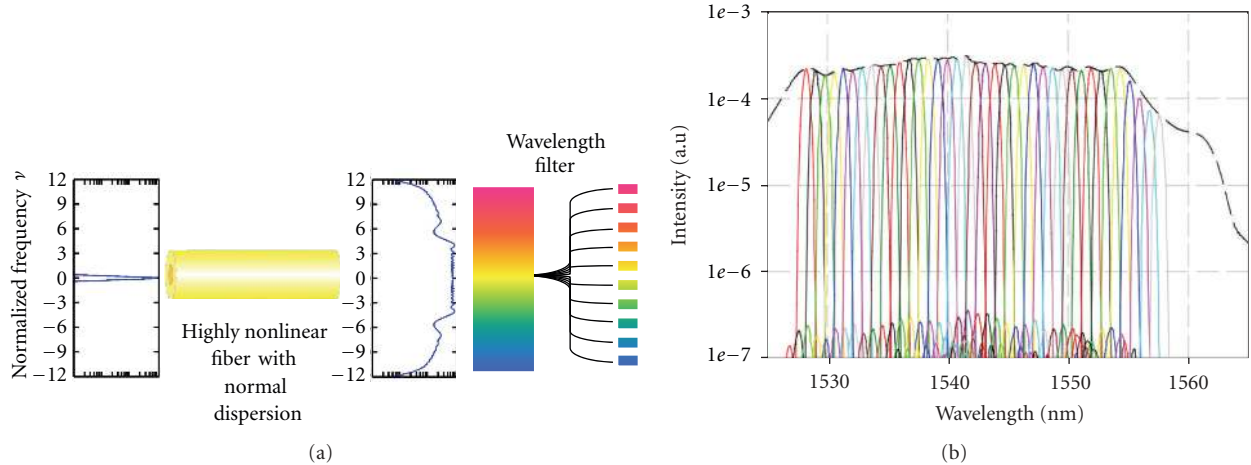 Normalized frequency ν
12
9
6
3
0
−3
−6
−9
−12
Highly nonlinear
fiber with
normal
dispersion
12
9
6
3
0
−3
−6
−9
−12
Wavelength
filter
(a)
Intensity (a.u)
1e−3
1e−4
1e−5
1e−6
1e−7
1530
1540
1550
1560
Wavelength (nm)
(b)